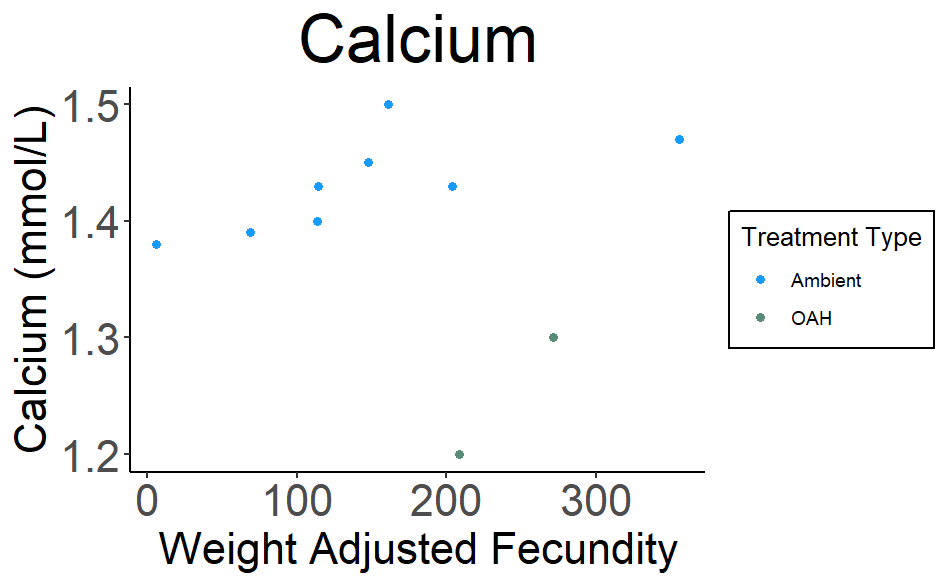 Calcium
Calcium (mmol/L)
1.5
1.4
1.3
1.2
0 100 200 300
Weight Adjusted Fecundity
Treatment Type
Ambient
OAH